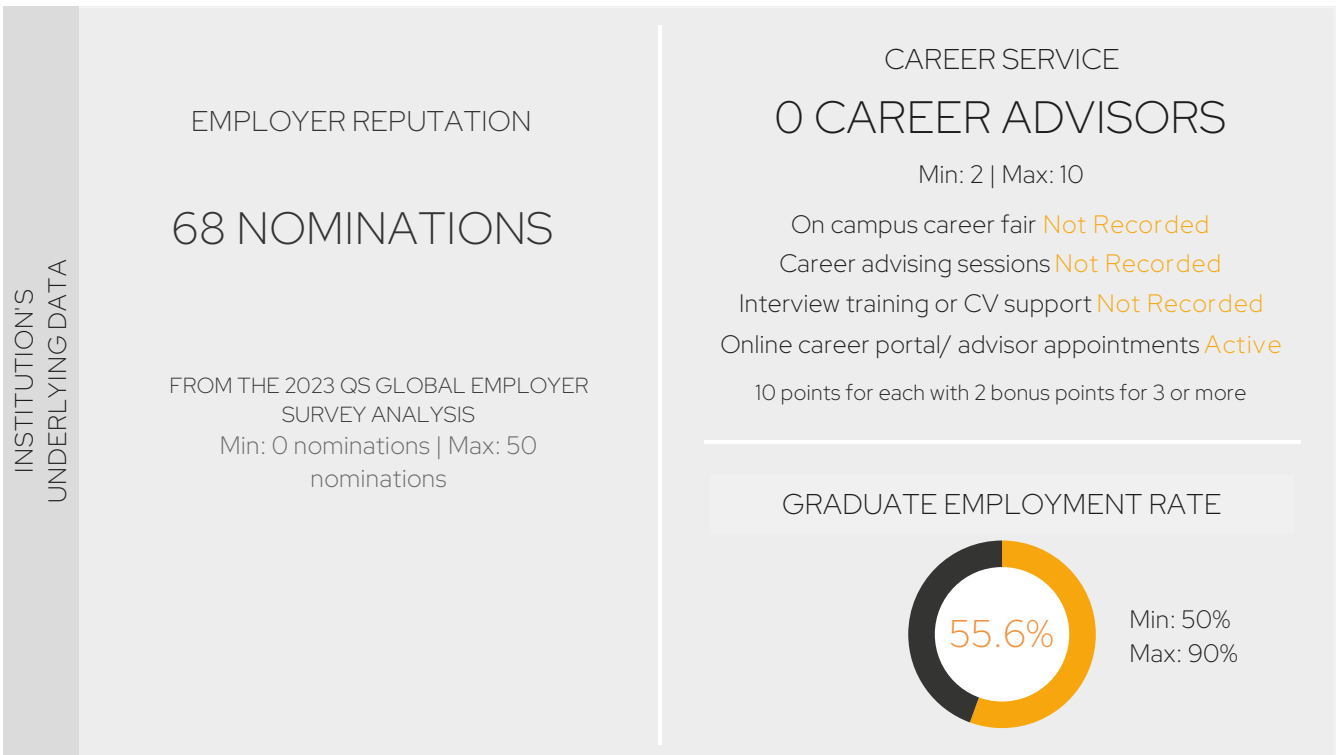 INSTITUTION'S
UNDERLYING DATA
EMPLOYER REPUTATION
68 NOMINATIONS
FROM THE 2023 QS GLOBAL EMPLOYER
SURVEY ANALYSIS
Min: 0 nominations | Max: 50
nominations
CAREER SERVICE
0 CAREER ADVISORS
Min: 2 | Max: 10
On campus career fair Not Recorded
Career advising sessions Not Recorded
Interview training or CV support Not Recorded
Online career portal/ advisor appointments Active
10 points for each with 2 bonus points for 3 or more
GRADUATE EMPLOYMENT RATE
55.6%
Min: 50%
Max: 90%